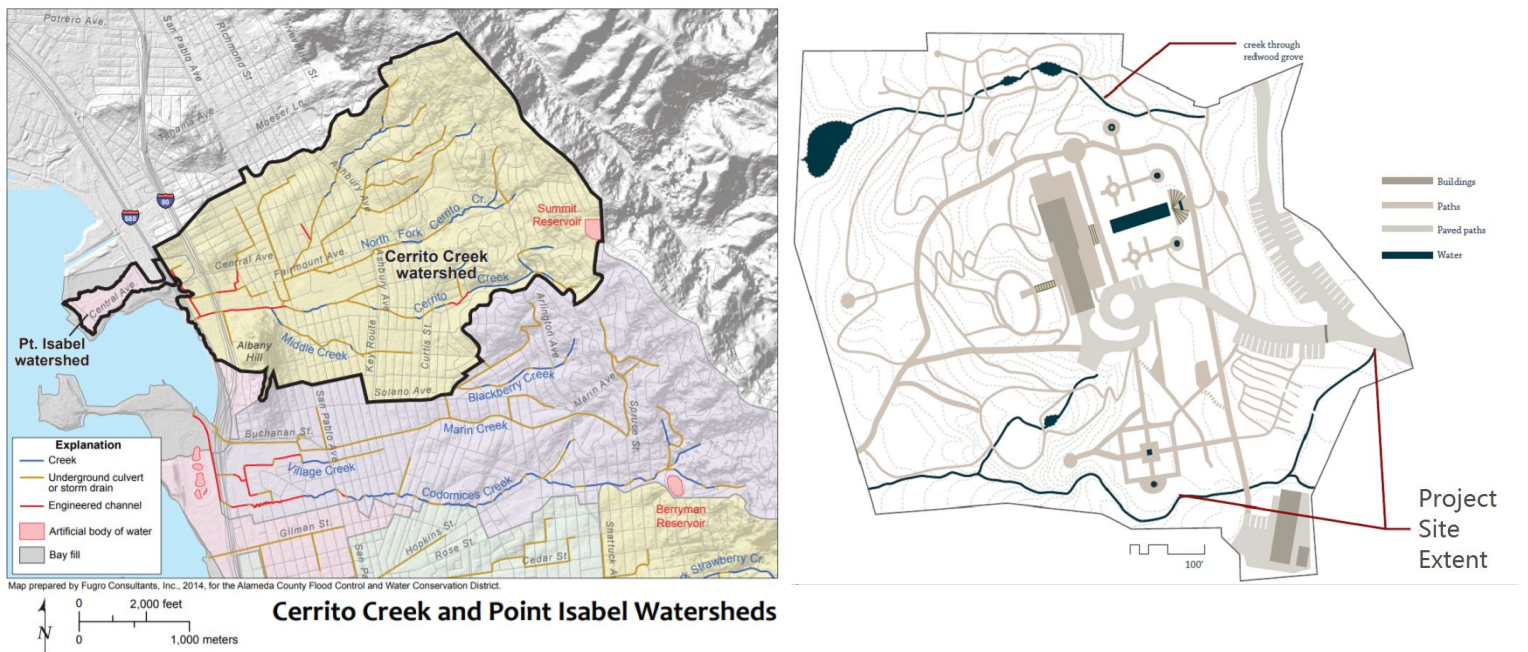 Potrero Ave.
San Pablo Ave.
Richmond St.
Tehama Ave.
Moeser Ln.
80
580
Ashbury Ave.
Summit
Reservoir
North Fork Cerrito Cr.
Central Ave.
Fairmount Ave.
Cerrito Creek
watershed
Ashbury Ave.
Cerrito Creek
Central Ave.
Pt. Isabel
watershed
Albany
Hill
Middle Creek
Key Route
Curtis St.
Arlington Ave.
Solano Ave.
Blackberry Creek
Marin Ave.
San Pablo Ave.
Buchanan St.
Marin Creek
Spruce St.
Village Creek
Codornices Creek
Berryman
Reservoir
Gilman St.
Hopkins St.
Rose St.
Cedar St.
Shattuck A
San Pa
rk Strawberry Cr.
Explanation
Creek
Underground culvert
or storm drain
Engineered channel
Artificial body of water
Bay fill
Map prepared by Fugro Consultants, Inc., 2014, for the Alameda County Flood Control and Water Conservation District.
N
0 2,000 feet
0 1,000 meters
Cerrito Creek and Point Isabel Watersheds
creek through
redwood grove
Buildings
Paths
Paved paths
Water
Project
Site
Extent
100'